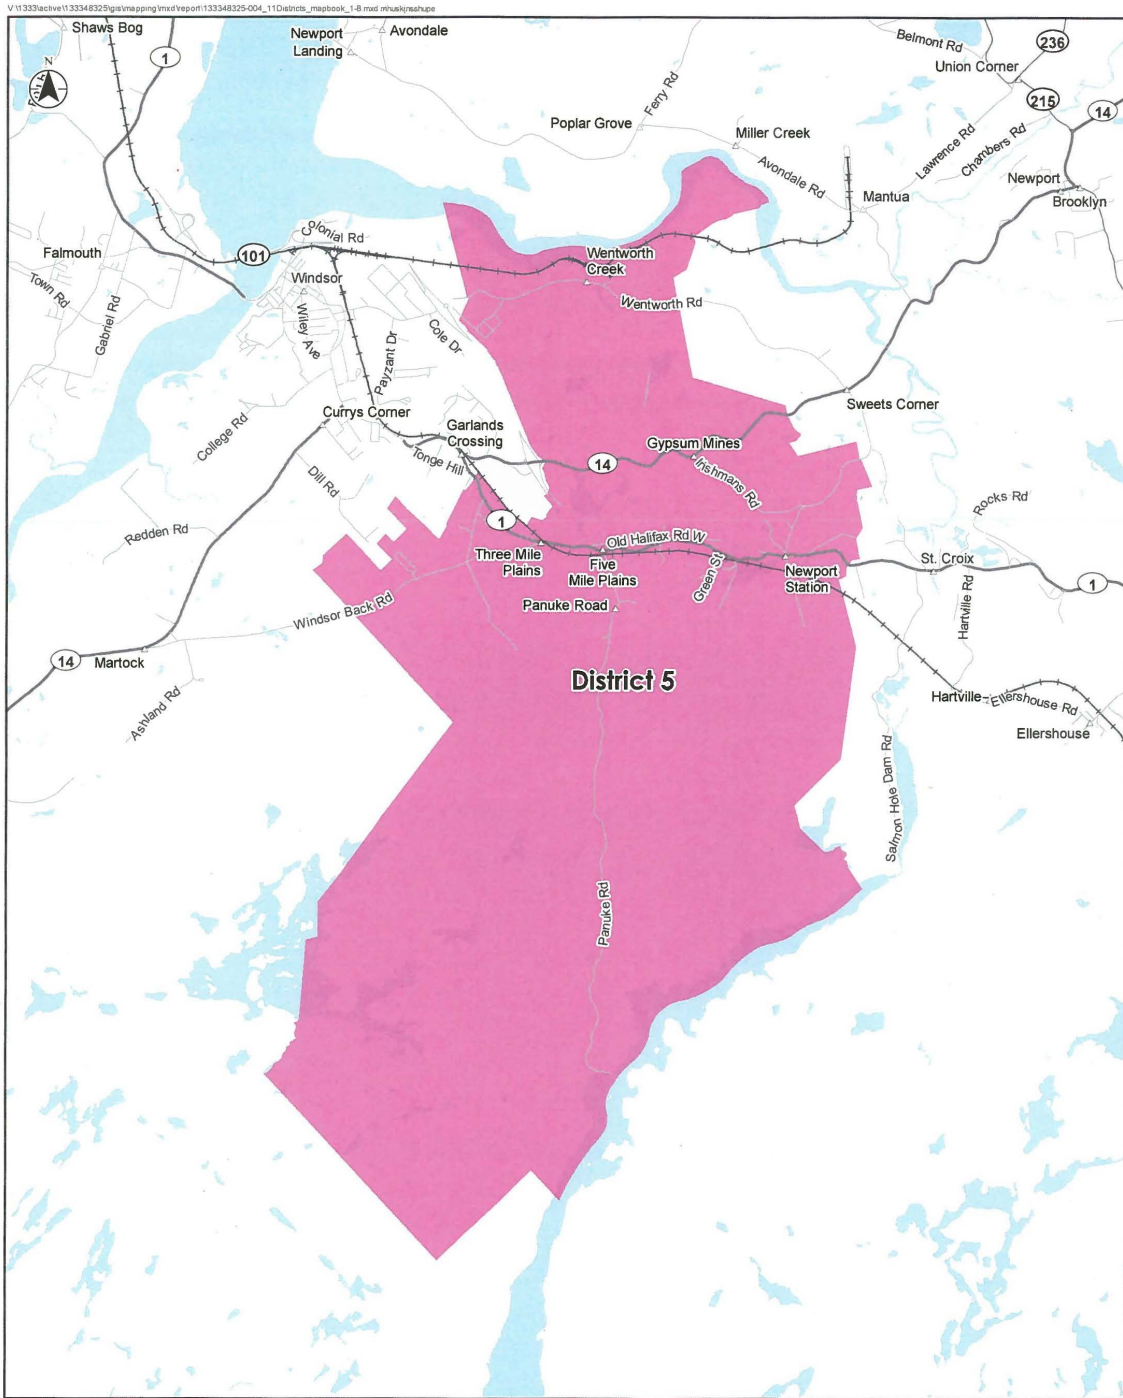 V:\1333\active\133348325\gis\mapping\mxd\report\133348325-004_11Districts_mapbook_1-8.mxd
Shaws Bog
Newport
Landing
Avondale
1
N
Belmont Rd
236
Union Corner
215
14
Ferry Rd
Poplar Grove
Miller Creek
Lawrence Rd
Chambers Rd
Avondale Rd
Newport
Mantua
Brooklyn
Colonial Rd
101
Falmouth
Wentworth
Creek
Windsor
Town Rd
Gabriel Rd
Wiley Ave
Wentworth Rd
Cole Dr
Payzant Dr
Sweets Corner
Currys Corner
College Rd
Garlands
Crossing
Gypsum Mines
Tonge Hill
14
Irishmans Rd
Dill Rd
Rocks Rd
Redden Rd
1
Old Halifax Rd W
Three Mile
Plains
Five
Mile Plains
Green St
Newport
Station
St. Croix
1
Panuke Road
Hartville Rd
Windsor Back Rd
14
Martock
District 5
Ashland Rd
Hartville
Ellershouse Rd
Ellershouse
Salmon Hole Dam Rd
Panuke Rd